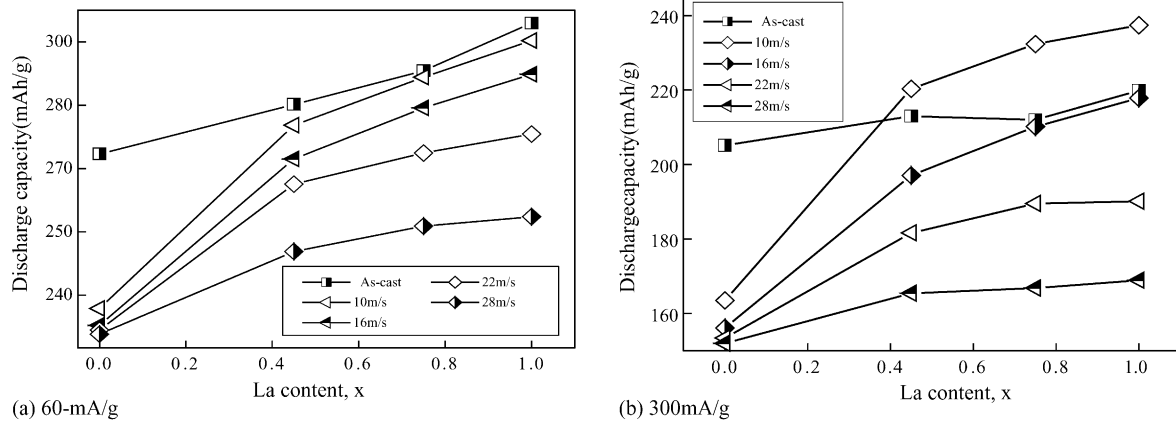 300
280
270
250
240
Discharge capacity(mAh/g)
As-cast
10m/s
16m/s
22m/s
28m/s
0.0 0.2 0.4 0.6 0.8 1.0
La content, x
(a) 60-mA/g
240
220
200
180
160
Dischargecapacity(mAh/g)
As-cast
10m/s
16m/s
22m/s
28m/s
0.0 0.2 0.4 0.6 0.8 1.0
La content, x
(b) 300mA/g